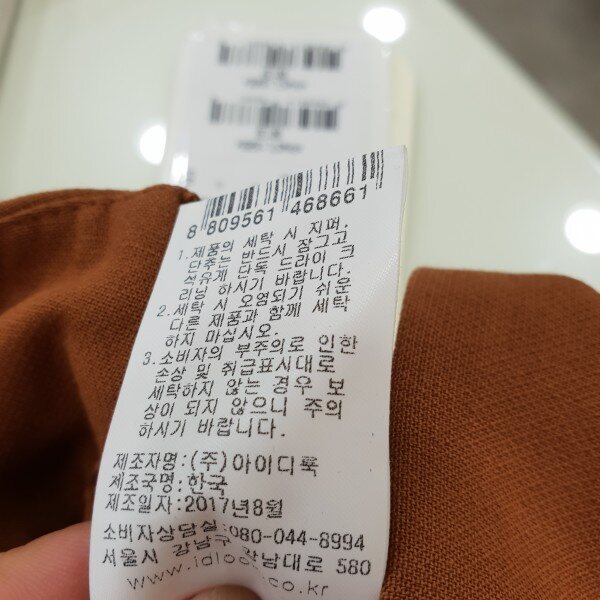 8 809561 468661
1. 제품의 세탁 시 지퍼,
단추는 반드시 잠그고
석유계 단독 드라이 크
리닝 하시기 바랍니다.
2. 세탁 시 오염되기 쉬운
다른 제품과 함께 세탁
하지 마십시오.
3. 소비자의 부주의로 인한
손상 및 취급표시대로
세탁하지 않는 경우 보
상이 되지 않으니 주의
하시기 바랍니다.
제조자명:(주)아이디룩
제조국명:한국
제조일자:2017년8월
소비자상담실:080-044-8994
서울시 강남구 강남대로 580